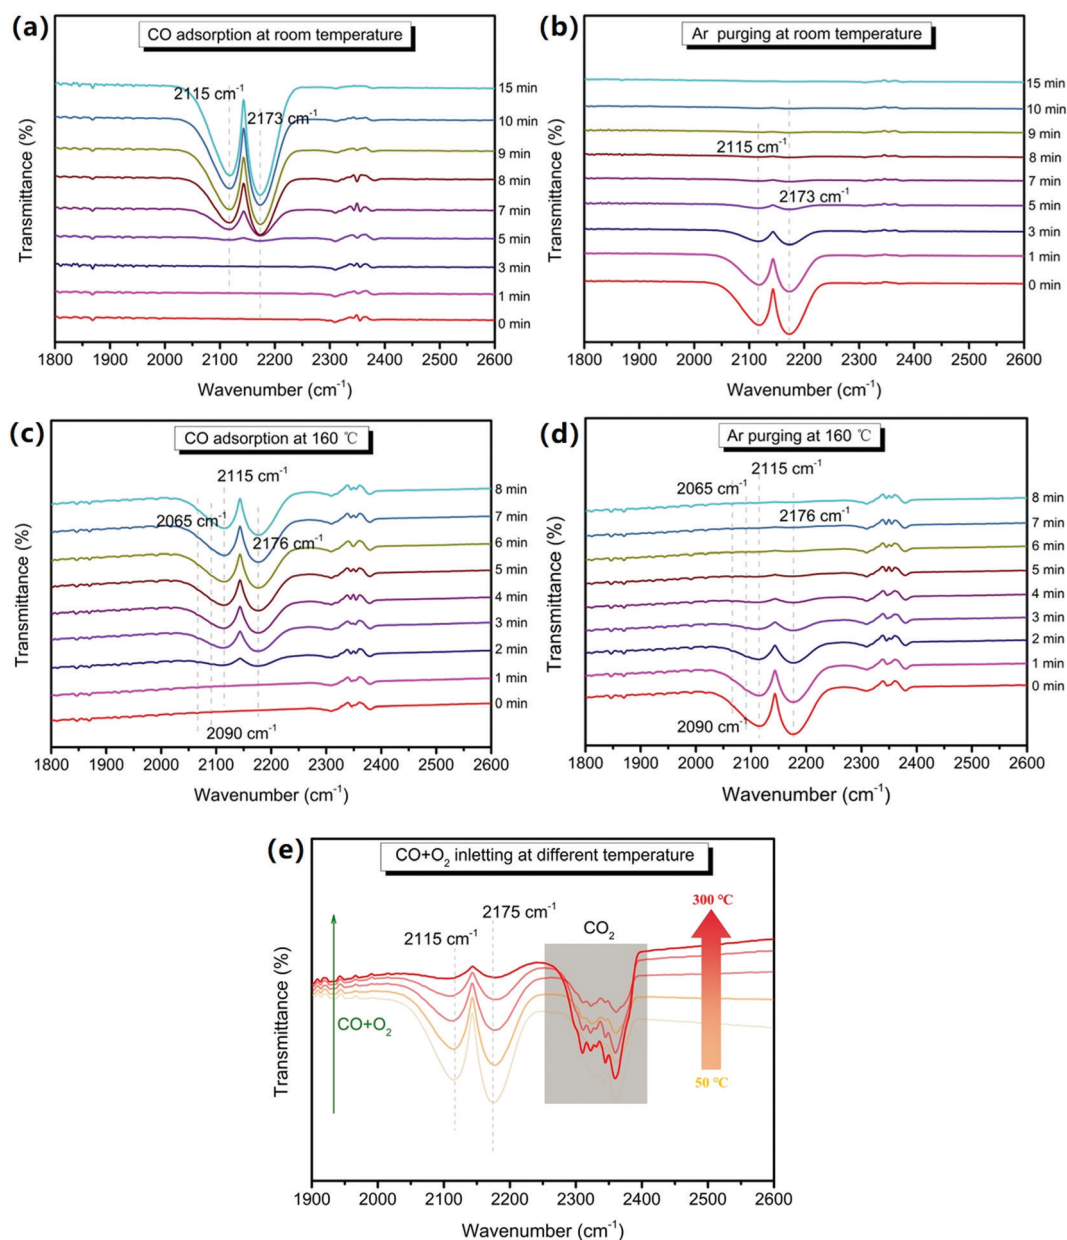 (a)
CO adsorption at room temperature
2115 cm-1
2173 cm-1
15 min
10 min
9 min
8 min
7 min
5 min
3 min
1 min
0 min
Transmittance (%)
1800 1900 2000 2100 2200 2300 2400 2500 2600
Wavenumber (cm-1)
(b)
Ar purging at room temperature
2115 cm-1
2173 cm-1
15 min
10 min
9 min
8 min
7 min
5 min
3 min
1 min
0 min
Transmittance (%)
1800 1900 2000 2100 2200 2300 2400 2500 2600
Wavenumber (cm-1)
(c)
CO adsorption at 160 ℃
2115 cm-1
2065 cm-1
2176 cm-1
2090 cm-1
8 min
7 min
6 min
5 min
4 min
3 min
2 min
1 min
0 min
Transmittance (%)
1800 1900 2000 2100 2200 2300 2400 2500 2600
Wavenumber (cm-1)
(d)
Ar purging at 160 ℃
2115 cm-1
2065 cm-1
2176 cm-1
2090 cm-1
8 min
7 min
6 min
5 min
4 min
3 min
2 min
1 min
0 min
Transmittance (%)
1800 1900 2000 2100 2200 2300 2400 2500 2600
Wavenumber (cm-1)
(e)
CO+O2 inletting at different temperature
2175 cm-1
2115 cm-1
CO2
300 ℃
CO+O2
50 ℃
Transmittance (%)
1900 2000 2100 2200 2300 2400 2500 2600
Wavenumber (cm-1)